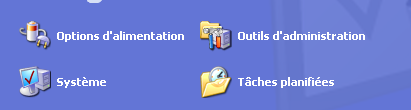 Options d'alimentation
Outils d'administration
Système
Tâches planifiées